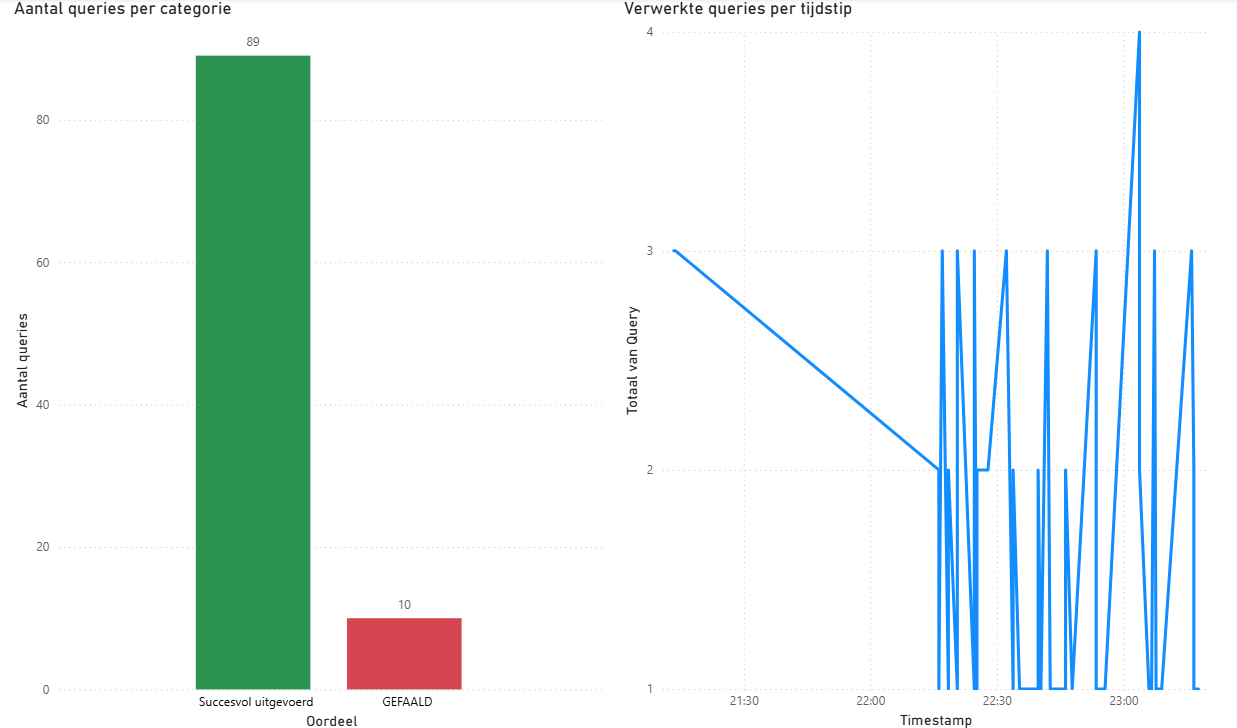 Aantal queries per categorie
89
80
60
40
20
0
10
Aantal queries
Succesvol uitgevoerd
GEFAALD
Oordeel
Verwerkte queries per tijdstip
4
3
2
1
Totaal van Query
21:30
22:00
22:30
23:00
Timestamp